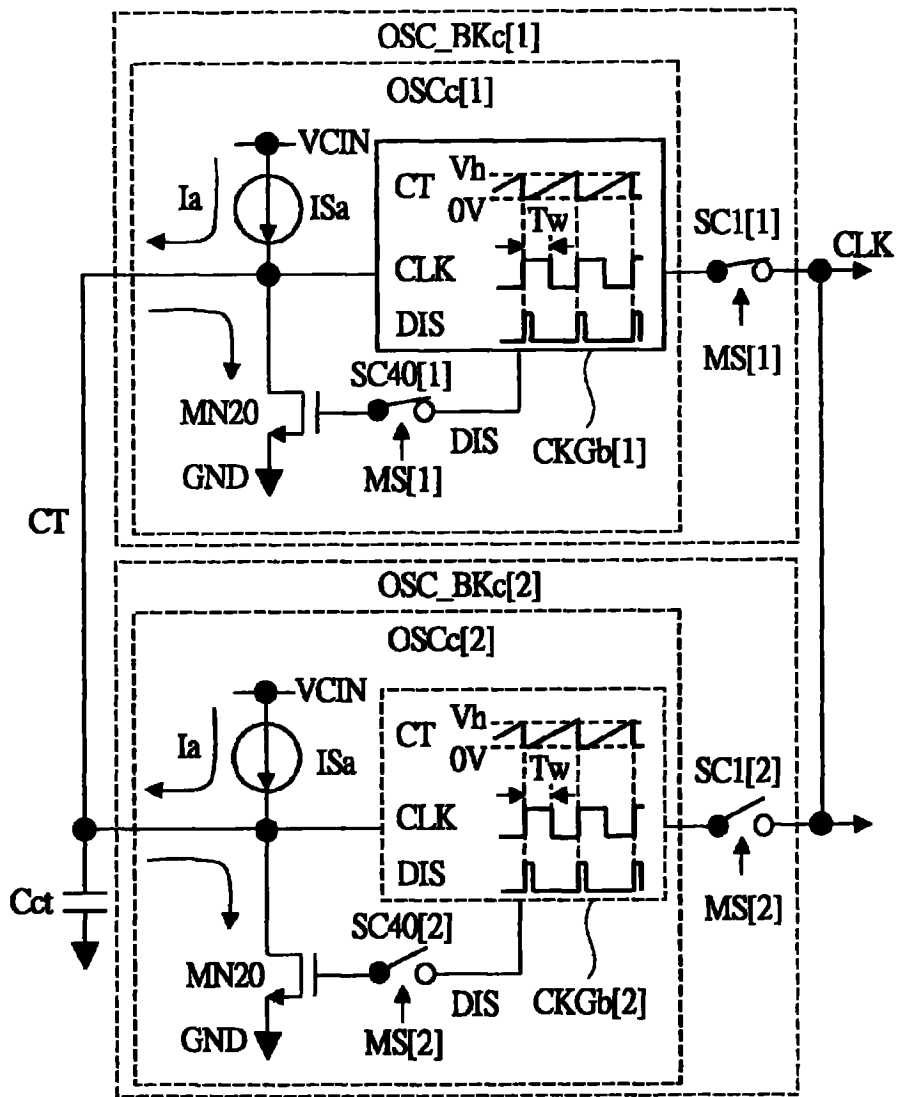 OSC_BKc[1]
OSCc[1]
VCIN
Ia
ISa
CT
Vh
0V
Tw
CLK
DIS
SC1[1]
CLK
MS[1]
SC40[1]
MN20
DIS
CKGb[1]
GND
MS[1]
CT
OSC_BKc[2]
OSCc[2]
VCIN
Ia
ISa
CT
Vh
0V
Tw
CLK
DIS
SC1[2]
MS[2]
Cct
SC40[2]
MN20
DIS
CKGb[2]
GND
MS[2]